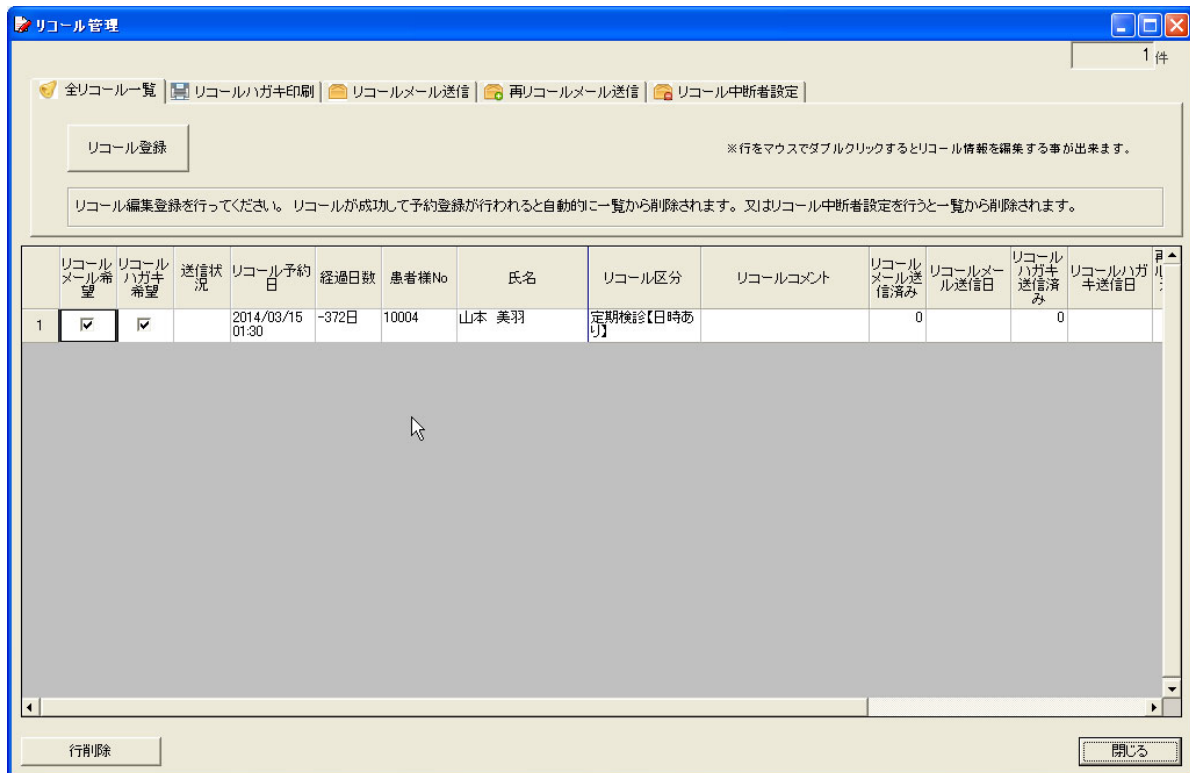 リコール管理
1 件
全リコール一覧 リコールハガキ印刷 リコールメール送信 再リコールメール送信 リコール中断者設定
リコール登録
※行をマウスでダブルクリックするとリコール情報を編集する事が出来ます。
リコール編集登録を行ってください。 リコールが成功して予約登録が行われると自動的に一覧から削除されます。又はリコール中断者設定を行うと一覧から削除されます。
リコールメール希望 リコールハガキ希望 送信状況 リコール予約日 経過日数 患者様No 氏名 リコール区分 リコールコメント リコールメール送信済み リコールメール送信日 リコールハガキ送信済み リコールハガキ送信日
1 2014/03/15 01:30 -372日 10004 山本 美羽 定期検診【日時あり】 0 0
行削除 閉じる